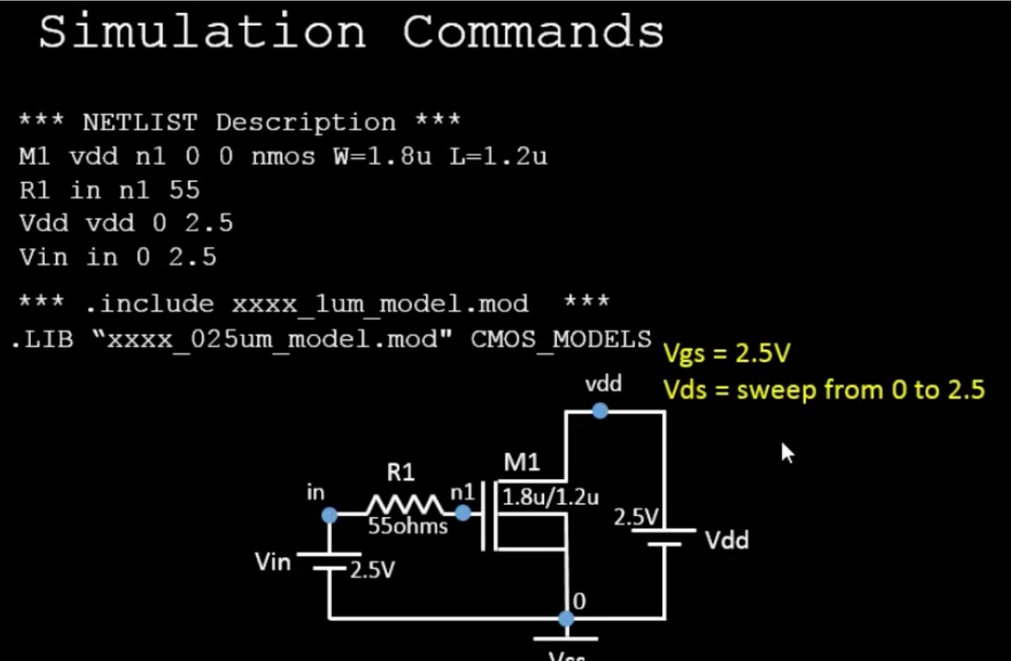 Simulation Commands
*** NETLIST Description ***
M1 vdd n1 0 0 nmos W=1.8u L=1.2u
R1 in n1 55
Vdd vdd 0 2.5
Vin in 0 2.5
*** .include xxxx_1um_model.mod ***
.LIB “xxxx_025um_model.mod" CMOS_MODELS
Vgs = 2.5V
Vds = sweep from 0 to 2.5
vdd
M1
R1
in
n1
1.8u/1.2u
55ohms
2.5V
Vdd
Vin
2.5V
0
Vss